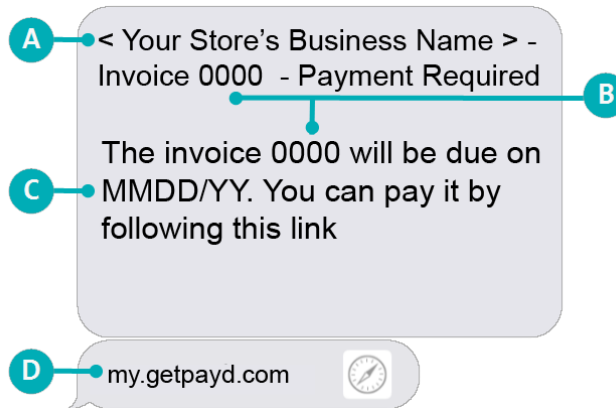 A
< Your Store's Business Name > -
Invoice 0000 - Payment Required
B
The invoice 0000 will be due on
C
MMDD/YY. You can pay it by
following this link
D
my.getpayd.com